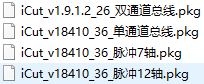 iCut_v1.9.1.2_26_双通道总线.pkg
iCut_v18410_36_单通道总线.pkg
iCut_v18410_36_脉冲7轴.pkg
iCut_v18410_36_脉冲12轴.pkg